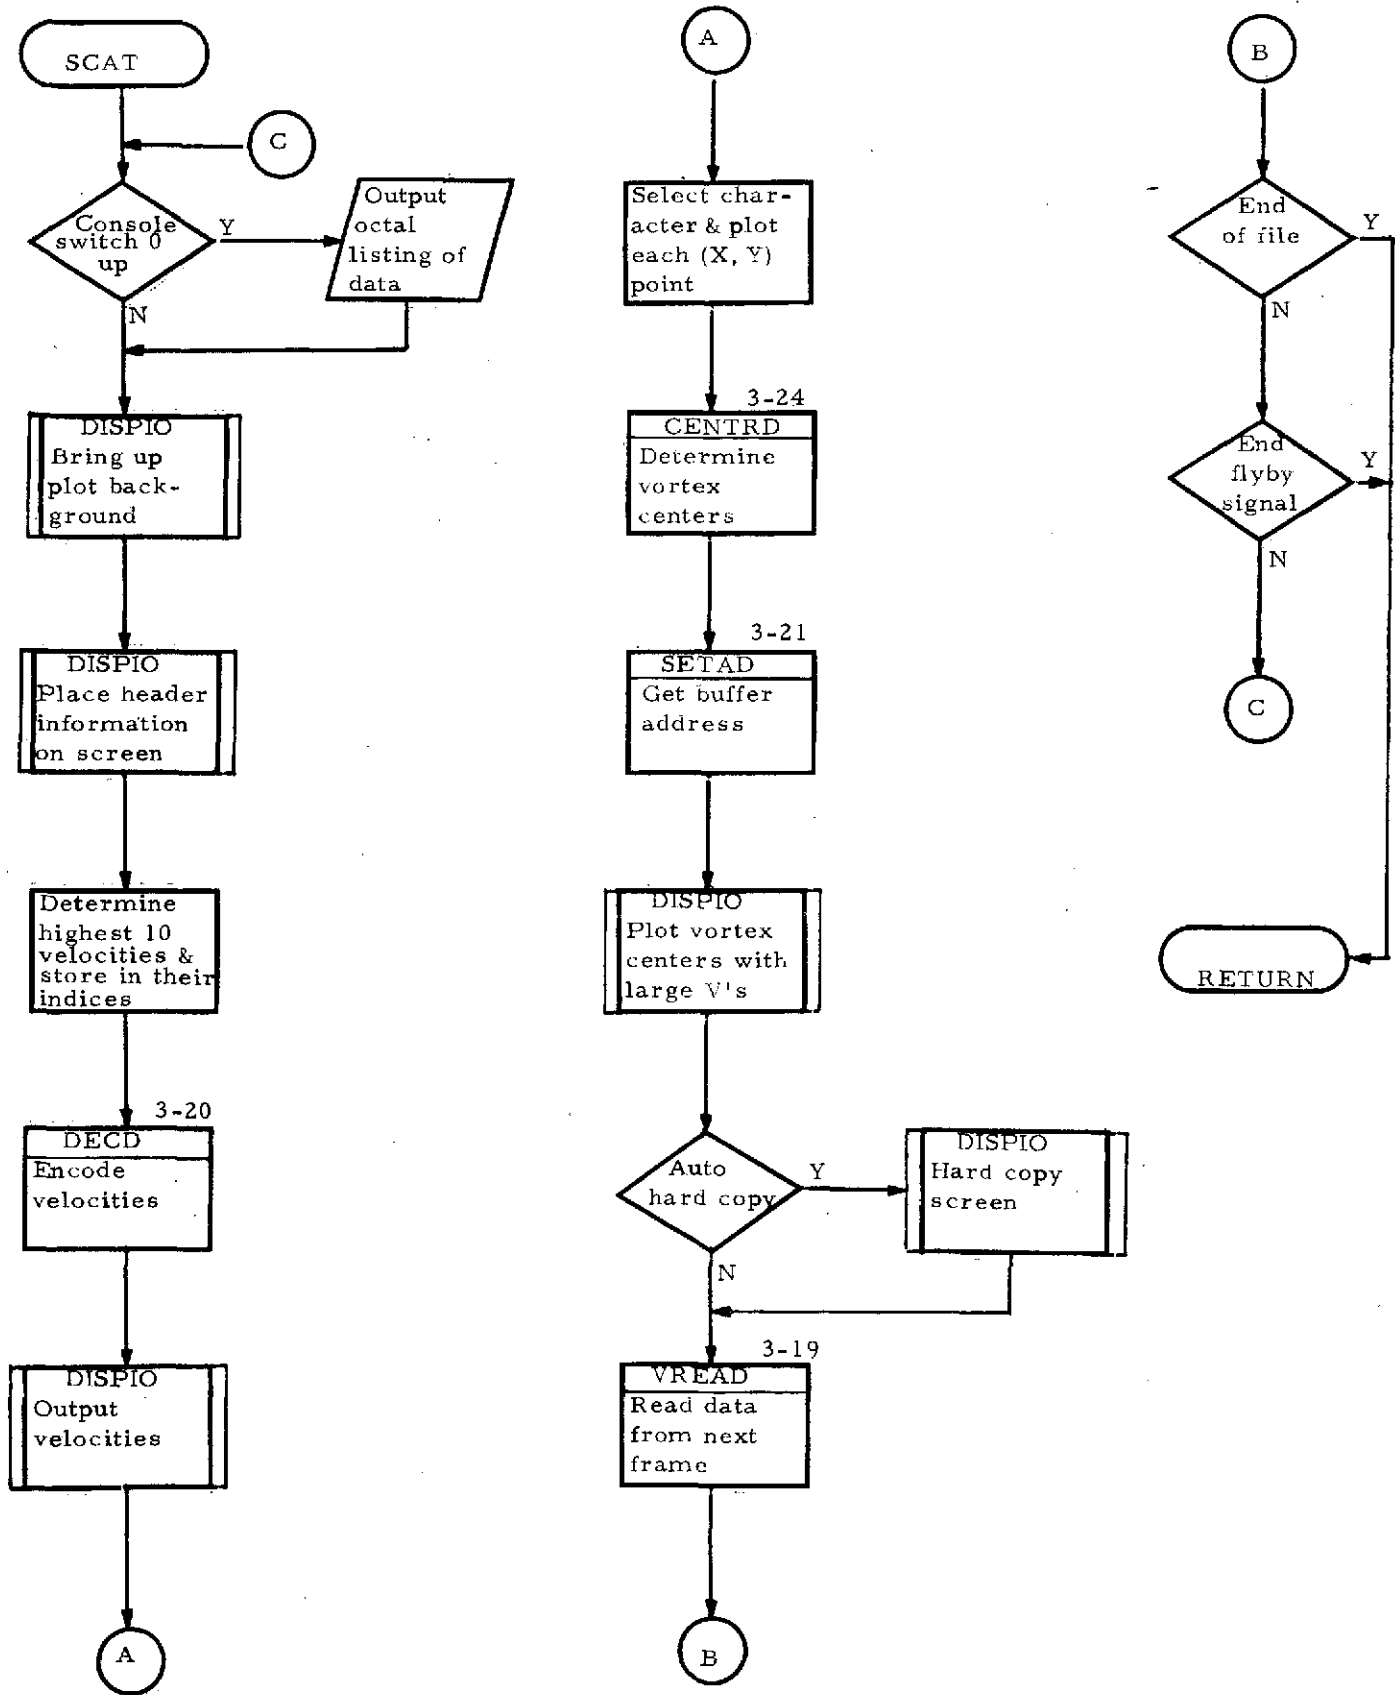 SCAT
C
Console
switch 0
up
Y
N
Output
octal
listing of
data
DISPIO
Bring up
plot back-
ground
DISPIO
Place header
information
on screen
Determine
highest 10
velocities &
store in their
indices
3-20
DECD
Encode
velocities
DISPIO
Output
velocities
A
A
Select char-
acter & plot
each (X, Y)
point
3-24
CENTRD
Determine
vortex
centers
3-21
SETAD
Get buffer
address
DISPIO
Plot vortex
centers with
large V's
Auto
hard copy
Y
N
DISPIO
Hard copy
screen
3-19
VREAD
Read data
from next
frame
B
B
End
of file
Y
N
End
flyby
signal
Y
N
C
RETURN